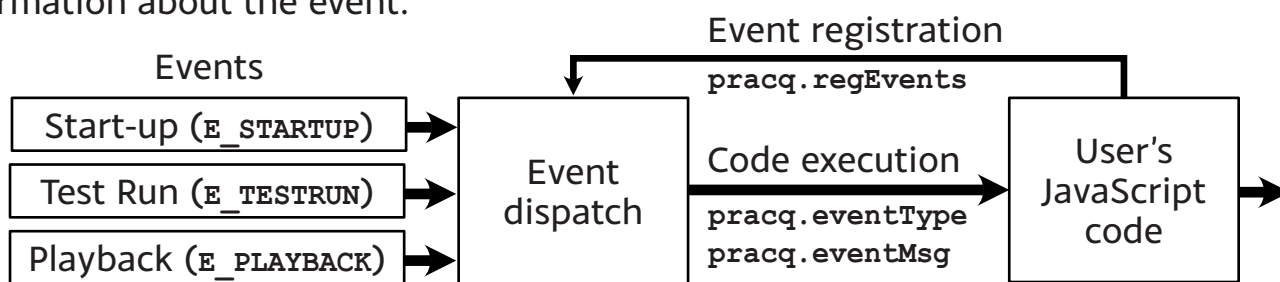 ormation about the event.
Event registration
Events
pracq.regEvents
Start-up (E_STARTUP)
Event
dispatch
Code execution
User's
JavaScript
code
Test Run (E_TESTRUN)
pracq.eventType
Playback (E_PLAYBACK)
pracq.eventMsg